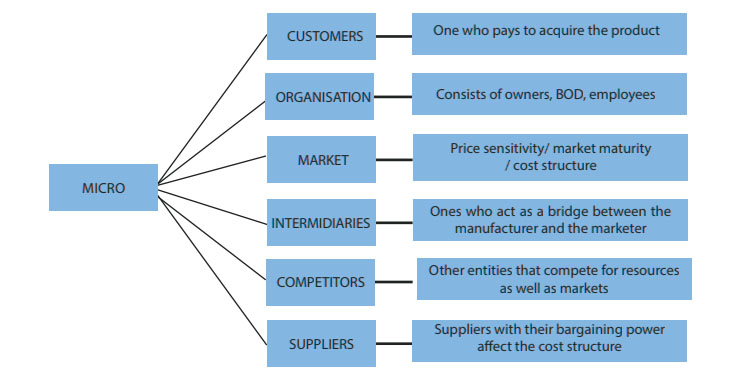 MICRO
CUSTOMERS
One who pays to acquire the product
ORGANISATION
Consists of owners, BOD, employees
MARKET
Price sensitivity/ market maturity
/ cost structure
INTERMIDIARIES
Ones who act as a bridge between the
manufacturer and the marketer
COMPETITORS
Other entities that compete for resources
as well as markets
SUPPLIERS
Suppliers with their bargaining power
affect the cost structure